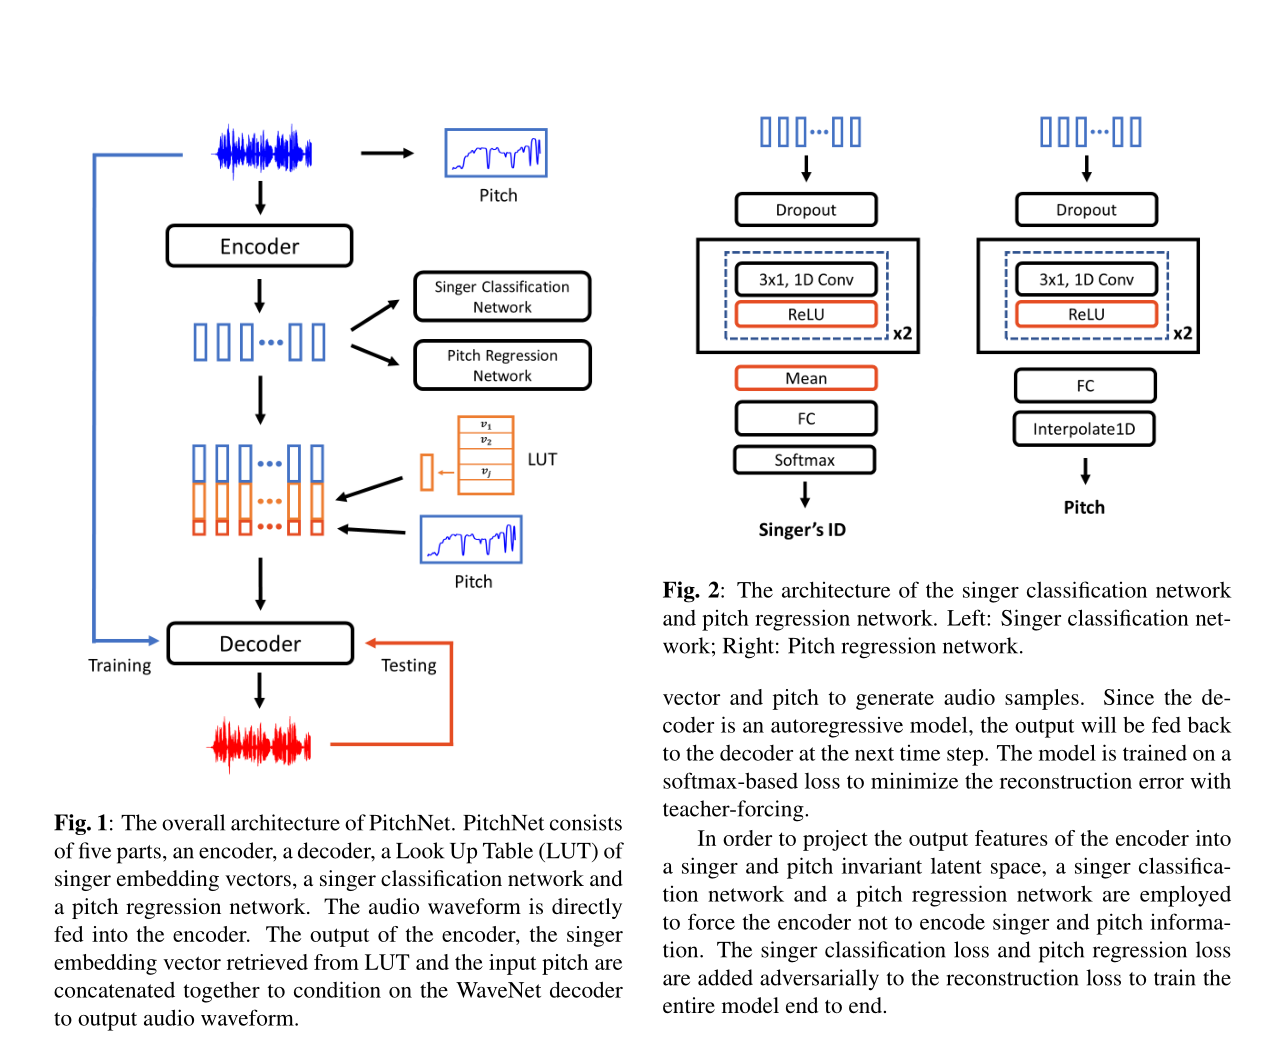 Pitch
Encoder
Singer Classification
Network
Pitch Regression
Network
v1
v2
vj
LUT
Pitch
Decoder
Training
Testing
Fig. 1: The overall architecture of PitchNet. PitchNet consists
of five parts, an encoder, a decoder, a Look Up Table (LUT) of
singer embedding vectors, a singer classification network and
a pitch regression network. The audio waveform is directly
fed into the encoder. The output of the encoder, the singer
embedding vector retrieved from LUT and the input pitch are
concatenated together to condition on the WaveNet decoder
to output audio waveform.
Dropout
3x1, 1D Conv
ReLU
x2
Mean
FC
Softmax
Singer's ID
Dropout
3x1, 1D Conv
ReLU
x2
FC
Interpolate1D
Pitch
Fig. 2: The architecture of the singer classification network
and pitch regression network. Left: Singer classification net-
work; Right: Pitch regression network.
vector and pitch to generate audio samples. Since the de-
coder is an autoregressive model, the output will be fed back
to the decoder at the next time step. The model is trained on a
softmax-based loss to minimize the reconstruction error with
teacher-forcing.
In order to project the output features of the encoder into
a singer and pitch invariant latent space, a singer classifica-
tion network and a pitch regression network are employed
to force the encoder not to encode singer and pitch informa-
tion. The singer classification loss and pitch regression loss
are added adversarially to the reconstruction loss to train the
entire model end to end.